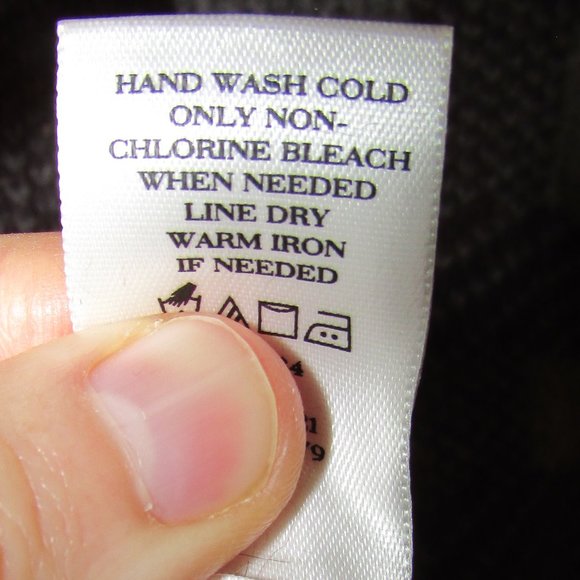 HAND WASH COLD
ONLY NON-
CHLORINE BLEACH
WHEN NEEDED
LINE DRY
WARM IRON
IF NEEDED